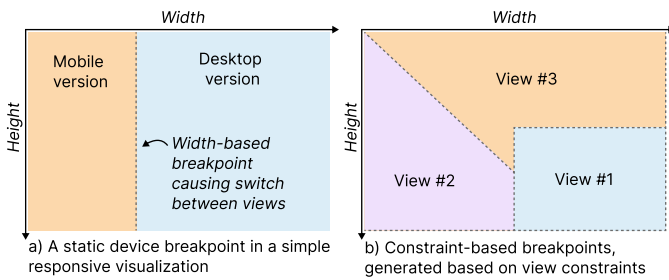 Width
Height
Mobile
version
Desktop
version
Width-based
breakpoint
causing switch
between views
a) A static device breakpoint in a simple
responsive visualization
Width
Height
View #3
View #2
View #1
b) Constraint-based breakpoints,
generated based on view constraints